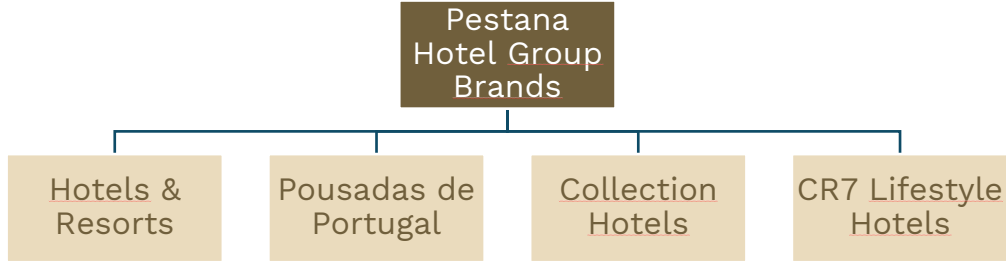 Pestana
Hotel Group
Brands
Hotels &
Resorts
Pousadas de
Portugal
Collection
Hotels
CR7 Lifestyle
Hotels